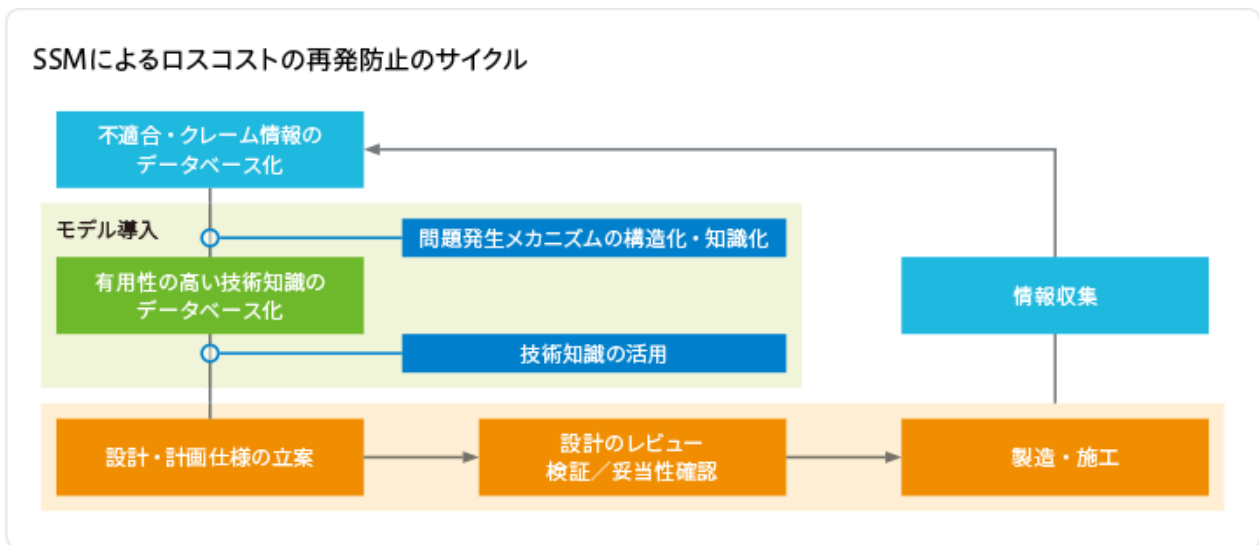 SSMによるロスコストの再発防止のサイクル
不適合・クレーム情報の
データベース化
モデル導入
問題発生メカニズムの構造化・知識化
有用性の高い技術知識の
データベース化
情報収集
技術知識の活用
設計・計画仕様の立案
設計のレビュー
検証／妥当性確認
製造・施工